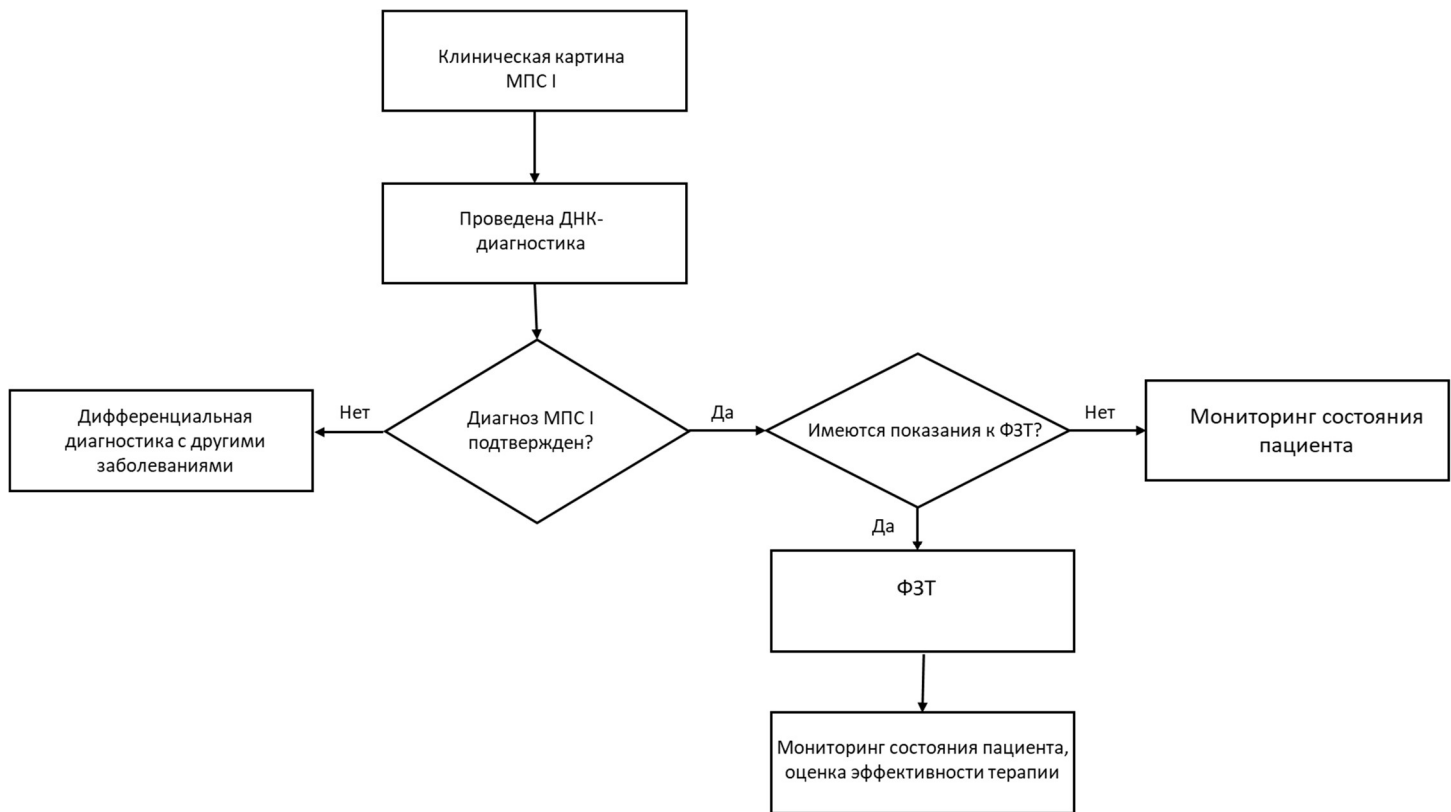 Клиническая картина
МПС I
Проведена ДНК-
диагностика
Дифференциальная
диагностика с другими
заболеваниями
Нет
Диагноз МПС I
подтвержден?
Да
Имеются показания к ФЗТ?
Нет
Мониторинг состояния
пациента
Да
ФЗТ
Мониторинг состояния пациента,
оценка эффективности терапии